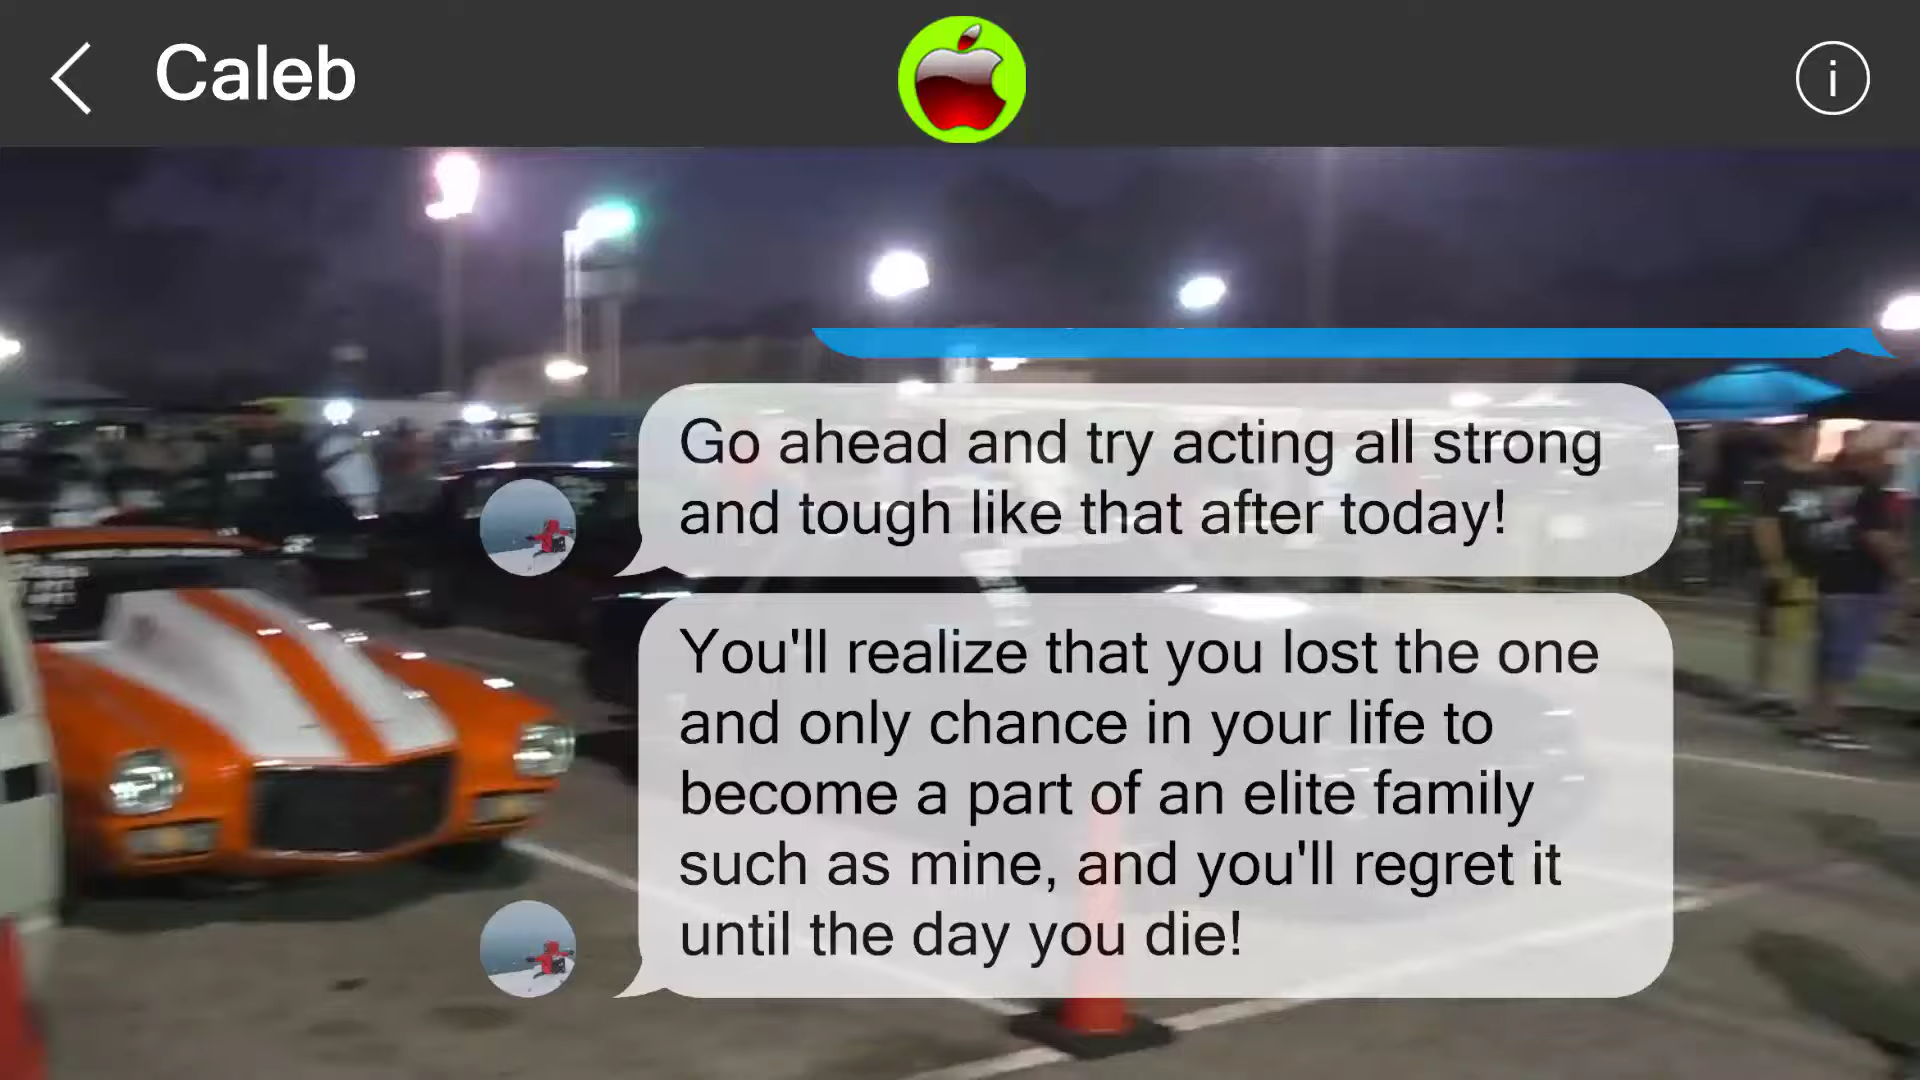 Caleb
Go ahead and try acting all strong
and tough like that after today!
You'll realize that you lost the one
and only chance in your life to
become a part of an elite family
such as mine, and you'll regret it
until the day you die!